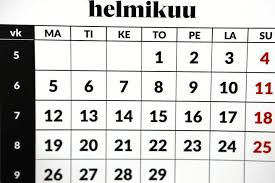 helmikuu
vk MA TI KE TO PE LA SU
5 1 2 3 4
6 5 6 7 8 9 10 11
7 12 13 14 15 16 17 18
8 19 20 21 22 23 24 25
9 26 27 28 29